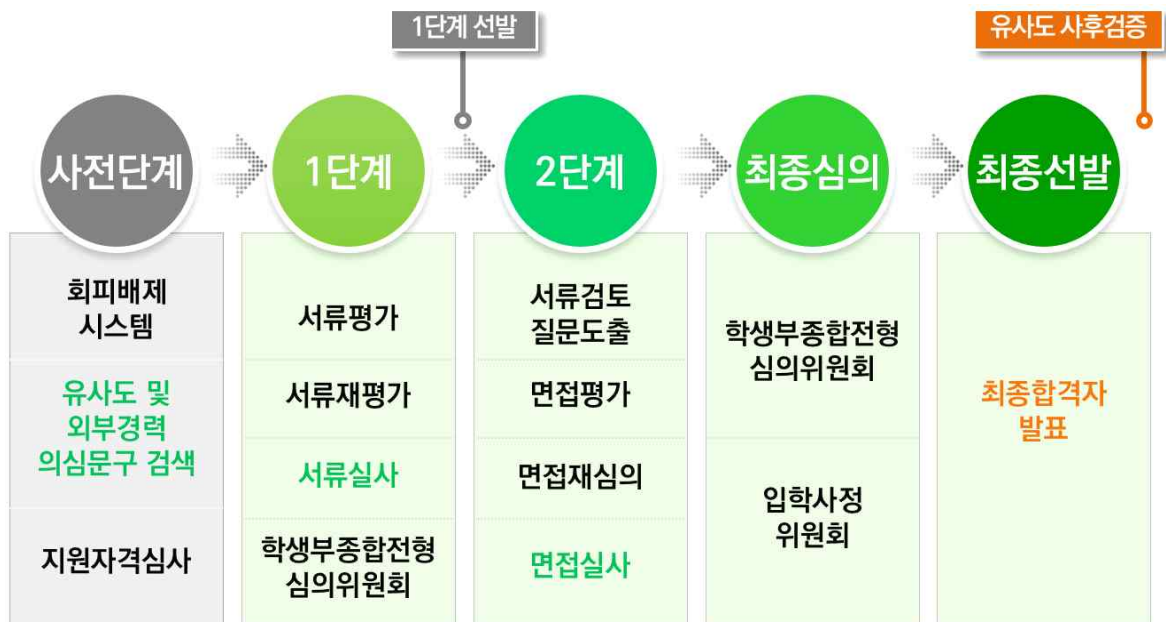 1단계 선발
유사도 사후검증
사전단계
1단계
2단계
최종심의
최종선발
회피배제
시스템
유사도 및
외부경력
의심문구 검색
지원자격심사
서류평가
서류재평가
서류실사
학생부종합전형
심의위원회
서류검토
질문도출
면접평가
면접재심의
면접실사
학생부종합전형
심의위원회
입학사정
위원회
최종합격자
발표